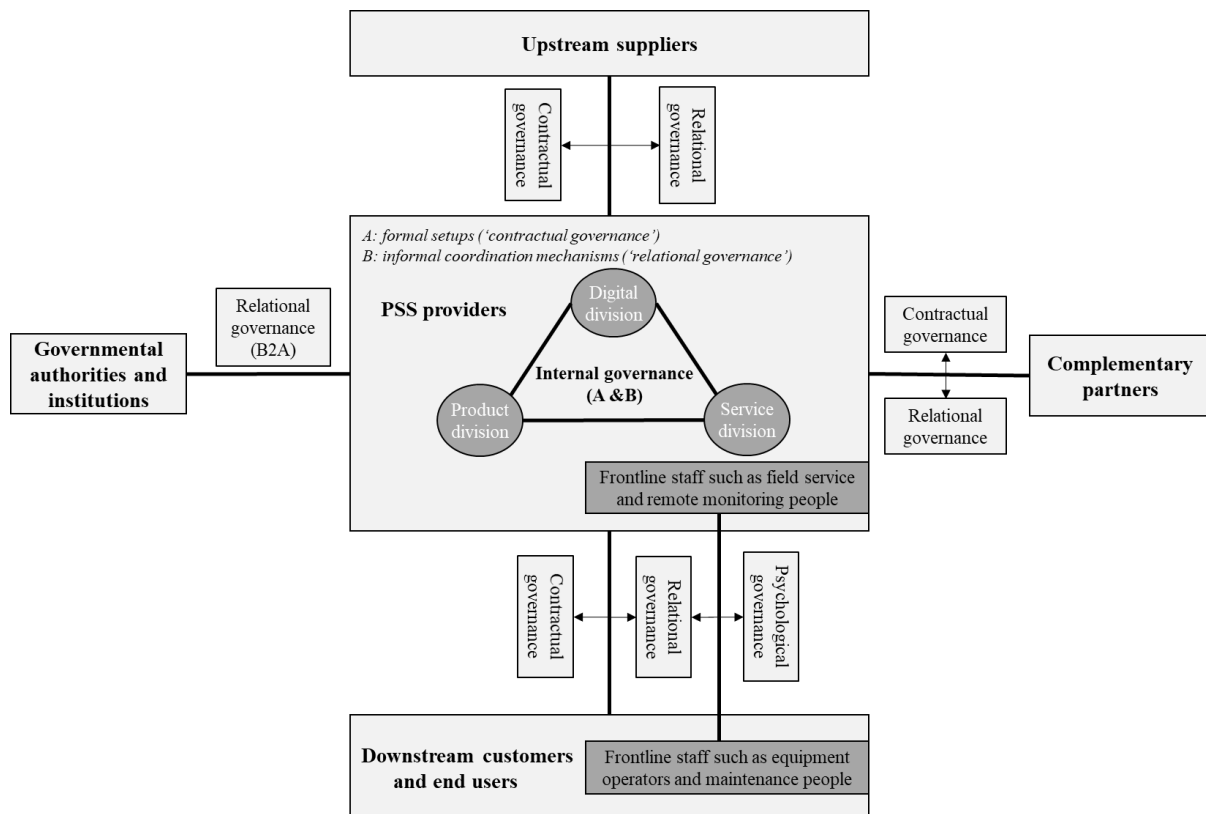 Upstream suppliers
Contractual
governance
Relational
governance
A: formal setups (‘contractual governance’)
B: informal coordination mechanisms (‘relational governance’)
PSS providers
Digital
division
Internal governance
(A &B)
Product
division
Service
division
Frontline staff such as field service
and remote monitoring people
Relational
governance
(B2A)
Governmental
authorities and
institutions
Contractual
governance
Relational
governance
Complementary
partners
Contractual
governance
Relational
governance
Psychological
governance
Downstream customers
and end users
Frontline staff such as equipment
operators and maintenance people